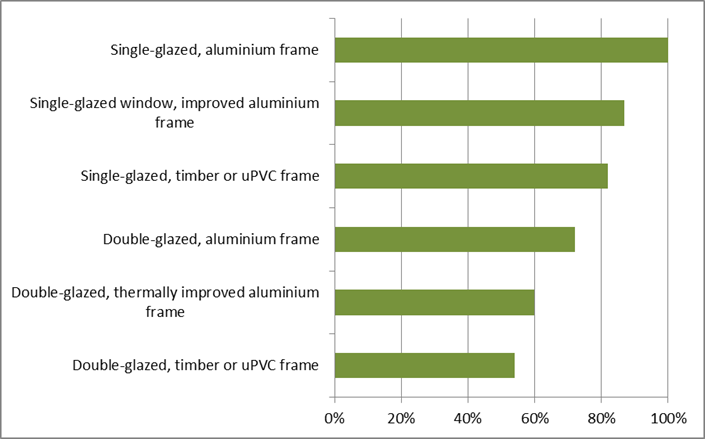 Single-glazed, aluminium frame
Single-glazed window, improved aluminium
frame
Single-glazed, timber or uPVC frame
Double-glazed, aluminium frame
Double-glazed, thermally improved aluminium
frame
Double-glazed, timber or uPVC frame
0% 20% 40% 60% 80% 100%